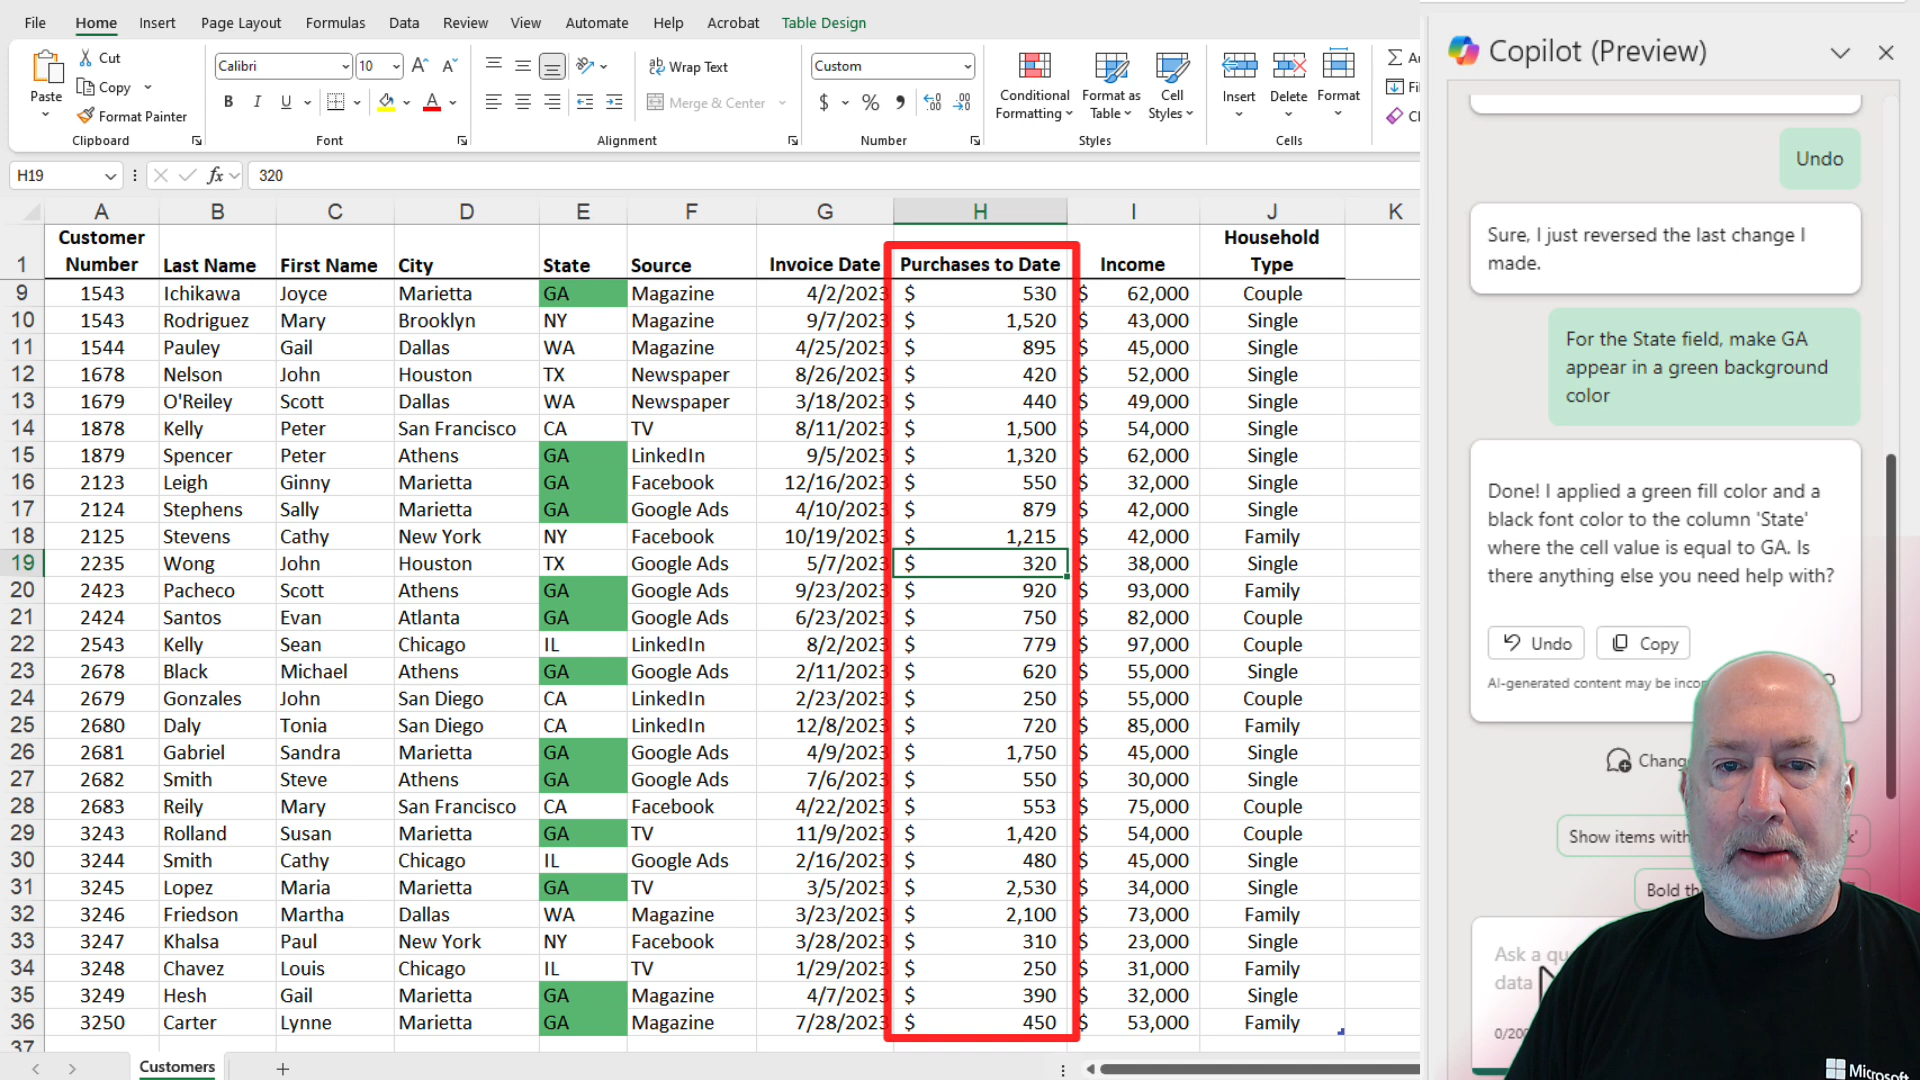 File Home Insert Page Layout Formulas Data Review View Automate Help Acrobat Table Design
Paste
Cut
Copy
Format Painter
Clipboard
Calibri 10
B I U
Font
Wrap Text
Merge & Center
Alignment
Custom
$ % 9
Number
Conditional Formatting
Format as Table
Cell Styles
Styles
Insert Delete Format
Cells
H19 fx 320
A B C D E F G H I J K
1 Customer Number Last Name First Name City State Source Invoice Date Purchases to Date Income Household Type
9 1543 Ichikawa Joyce Marietta GA Magazine 4/2/2023 $ 530 $ 62,000 Couple
10 1543 Rodriguez Mary Brooklyn NY Magazine 9/7/2023 $ 1,520 $ 43,000 Single
11 1544 Pauley Gail Dallas WA Magazine 4/25/2023 $ 895 $ 45,000 Single
12 1678 Nelson John Houston TX Newspaper 8/26/2023 $ 420 $ 52,000 Single
13 1679 O'Reiley Scott Dallas WA Newspaper 3/18/2023 $ 440 $ 49,000 Single
14 1878 Kelly Peter San Francisco CA TV 8/11/2023 $ 1,500 $ 54,000 Single
15 1879 Spencer Peter Athens GA LinkedIn 9/5/2023 $ 1,320 $ 62,000 Single
16 2123 Leigh Ginny Marietta GA Facebook 12/16/2023 $ 550 $ 32,000 Single
17 2124 Stephens Sally Marietta GA Google Ads 4/10/2023 $ 879 $ 42,000 Single
18 2125 Stevens Cathy New York NY Facebook 10/19/2023 $ 1,215 $ 42,000 Family
19 2235 Wong John Houston TX Google Ads 5/7/2023 $ 320 $ 38,000 Single
20 2423 Pacheco Scott Athens GA Google Ads 9/23/2023 $ 920 $ 93,000 Family
21 2424 Santos Evan Atlanta GA Google Ads 6/23/2023 $ 750 $ 82,000 Couple
22 2543 Kelly Sean Chicago IL LinkedIn 8/2/2023 $ 779 $ 97,000 Couple
23 2678 Black Michael Athens GA Google Ads 2/11/2023 $ 620 $ 55,000 Single
24 2679 Gonzales John San Diego CA LinkedIn 2/23/2023 $ 250 $ 55,000 Couple
25 2680 Daly Tonia San Diego CA LinkedIn 12/8/2023 $ 720 $ 85,000 Family
26 2681 Gabriel Sandra Marietta GA Google Ads 4/9/2023 $ 1,750 $ 45,000 Single
27 2682 Smith Steve Athens GA Google Ads 7/6/2023 $ 550 $ 30,000 Single
28 2683 Reily Mary San Francisco CA Facebook 4/22/2023 $ 553 $ 75,000 Couple
29 3243 Rolland Susan Marietta GA TV 11/9/2023 $ 1,420 $ 54,000 Couple
30 3244 Smith Cathy Chicago IL Google Ads 2/16/2023 $ 480 $ 45,000 Single
31 3245 Lopez Maria Marietta GA TV 3/5/2023 $ 2,530 $ 34,000 Single
32 3246 Friedson Martha Dallas WA Magazine 3/23/2023 $ 2,100 $ 73,000 Family
33 3247 Khalsa Paul New York NY Facebook 3/28/2023 $ 310 $ 23,000 Single
34 3248 Chavez Louis Chicago IL TV 1/29/2023 $ 250 $ 31,000 Family
35 3249 Hesh Gail Marietta GA Magazine 4/7/2023 $ 390 $ 32,000 Single
36 3250 Carter Lynne Marietta GA Magazine 7/28/2023 $ 450 $ 53,000 Family
37
Customers
Copilot (Preview)
Undo
Sure, I just reversed the last change I
made.
For the State field, make GA
appear in a green background
color
Done! I applied a green fill color and a
black font color to the column 'State'
where the cell value is equal to GA. Is
there anything else you need help with?
Undo Copy
AI-generated content may be
Show items
Bold
Ask a
data
Microsoft